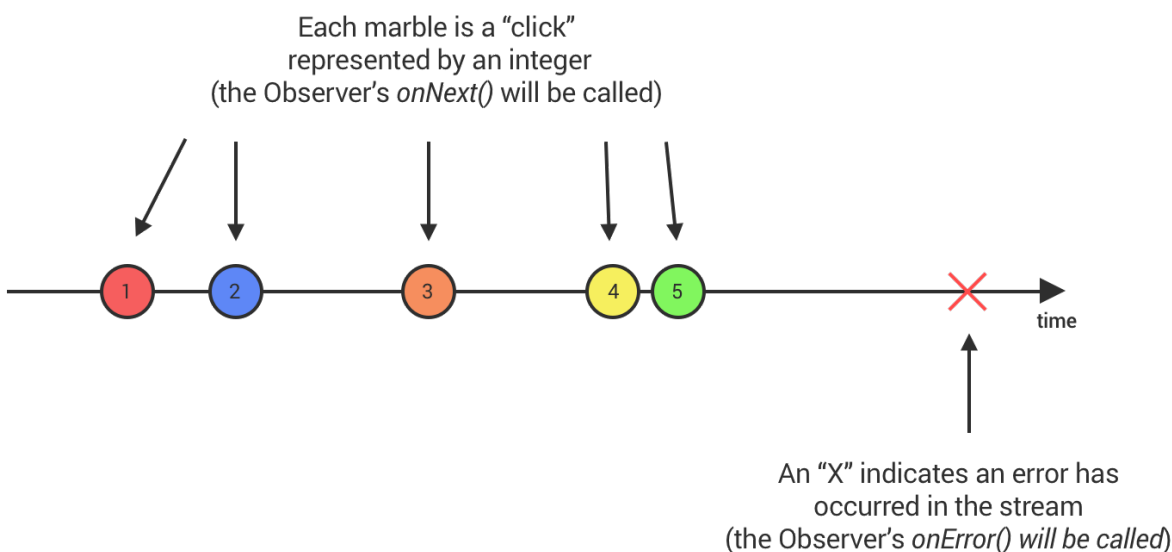 Each marble is a “click”
represented by an integer
(the Observer’s onNext() will be called)
1 2 3 4 5
time
An “X” indicates an error has
occurred in the stream
(the Observer’s onError() will be called)